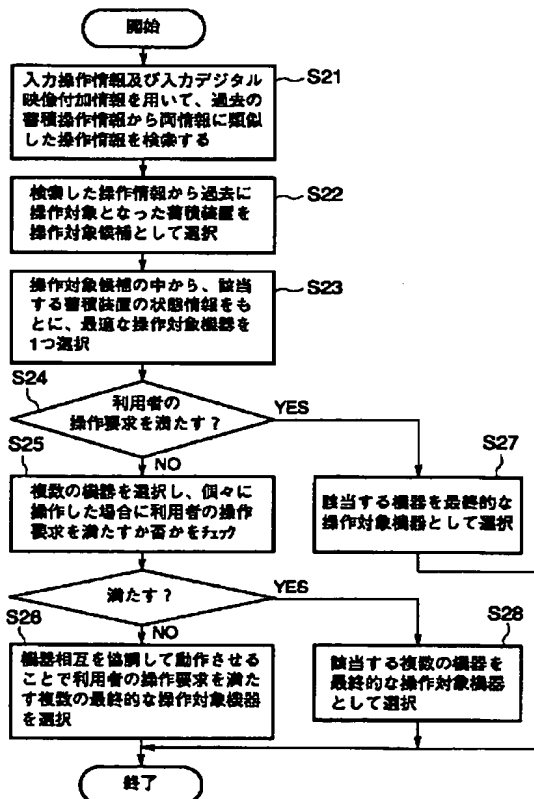 開始
入力操作情報及び入力デジタル
映像付加情報を用いて、過去の
蓄積操作情報から両情報に類似
した操作情報を検索する
S21
検索した操作情報から過去に
操作対象となった蓄積装置を
操作対象候補として選択
S22
操作対象候補の中から、該当
する蓄積装置の状態情報をも
とに、最適な操作対象機器を
1つ選択
S23
S24
利用者の
操作要求を満たす？
YES
NO
S25
複数の機器を選択し、個々に
操作した場合に利用者の操作
要求を満たすか否かをチェック
S27
該当する機器を最終的な
操作対象機器として選択
満たす？
YES
NO
S26
機器相互を協調して動作させる
ことで利用者の操作要求を満た
す複数の最終的な操作対象機器
を選択
S28
該当する複数の機器を
最終的な操作対象機器
として選択
終了